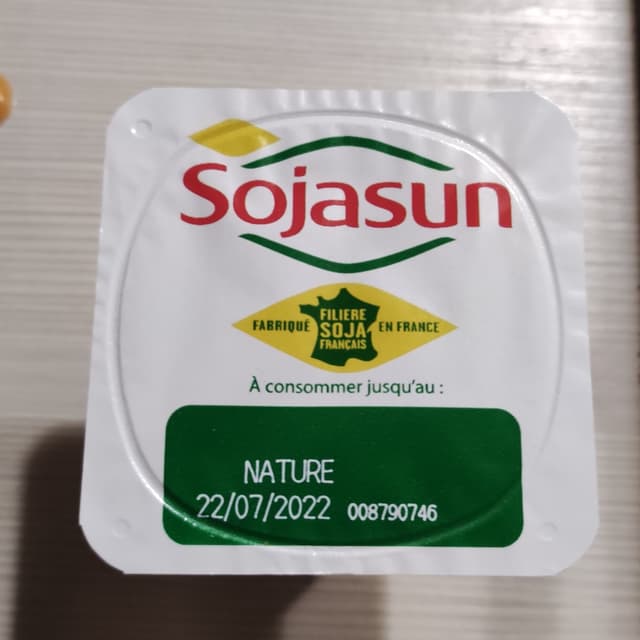 Sojasun
FABRIQUÉ FILIERE SOJA FRANÇAIS EN FRANCE
À consommer jusqu'au :
NATURE
22/07/2022 008790746